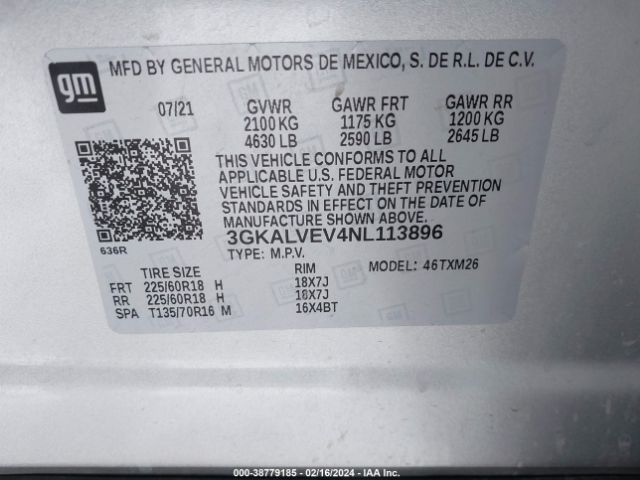 gm
MFD BY GENERAL MOTORS DE MEXICO, S. DE R.L. DE C.V.
07/21 GVWR GAWR FRT GAWR RR
2100 KG 1175 KG 1200 KG
4630 LB 2590 LB 2645 LB
THIS VEHICLE CONFORMS TO ALL
APPLICABLE U.S. FEDERAL MOTOR
VEHICLE SAFETY AND THEFT PREVENTION
STANDARDS IN EFFECT ON THE DATE OF
MANUFACTURE SHOWN ABOVE.
3GKALVEV4NL113896
636R TYPE: M.P.V. MODEL: 46TXM26
TIRE SIZE RIM
FRT 225/60R18 H 18X7J
RR 225/60R18 H 18X7J
SPA T135/70R16 M 16X4BT
000-38779185 - 02/16/2024 - IAAI.COM